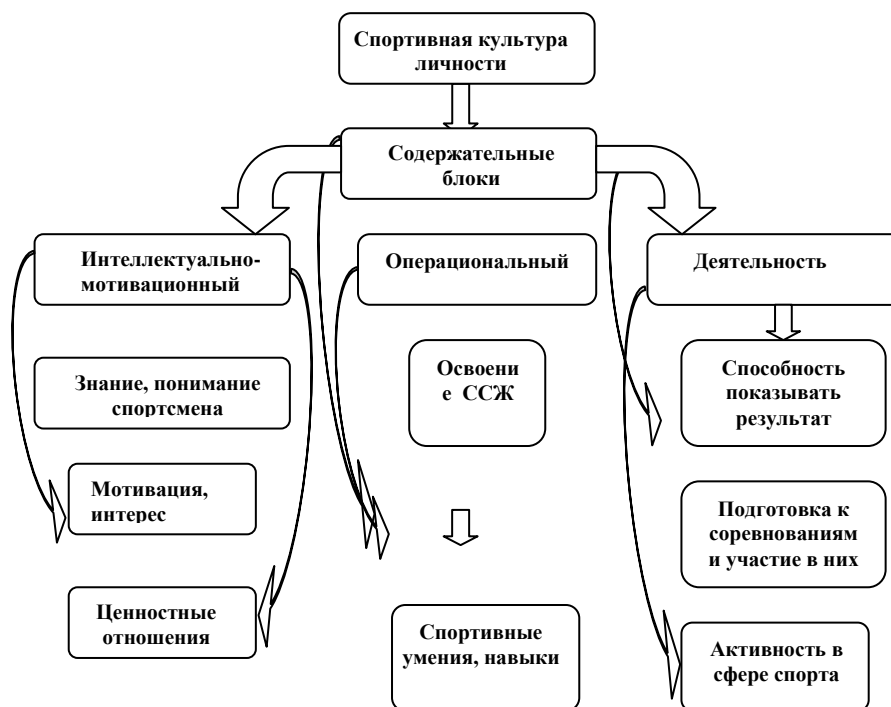 Спортивная культура
личности
Содержательные
блоки
Интеллектуально-
мотивационный
Операциональный
Деятельность
Знание, понимание
спортсмена
Освоени
е ССЖ
Способность
показывать
результат
Мотивация,
интерес
Подготовка к
соревнованиям
и участие в них
Ценностные
отношения
Спортивные
умения, навыки
Активность в
сфере спорта